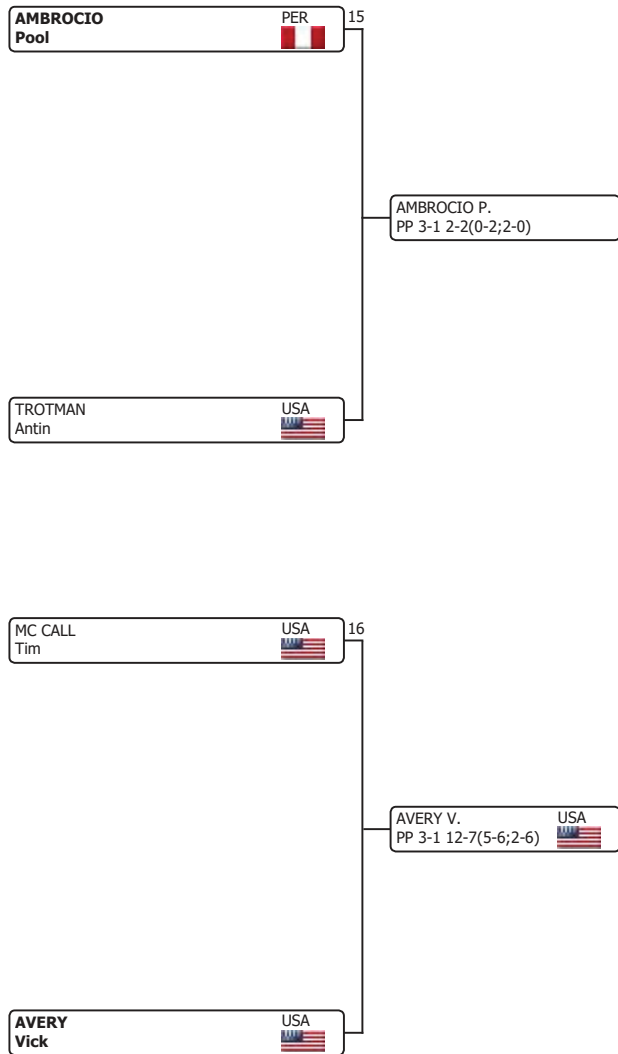 AMBROCIO PER 15
Pool
AMBROCIO P.
PP 3-1 2-2(0-2;2-0)
TROTMAN USA
Antin
MC CALL USA 16
Tim
AVERY V. USA
PP 3-1 12-7(5-6;2-6)
AVERY USA
Vick